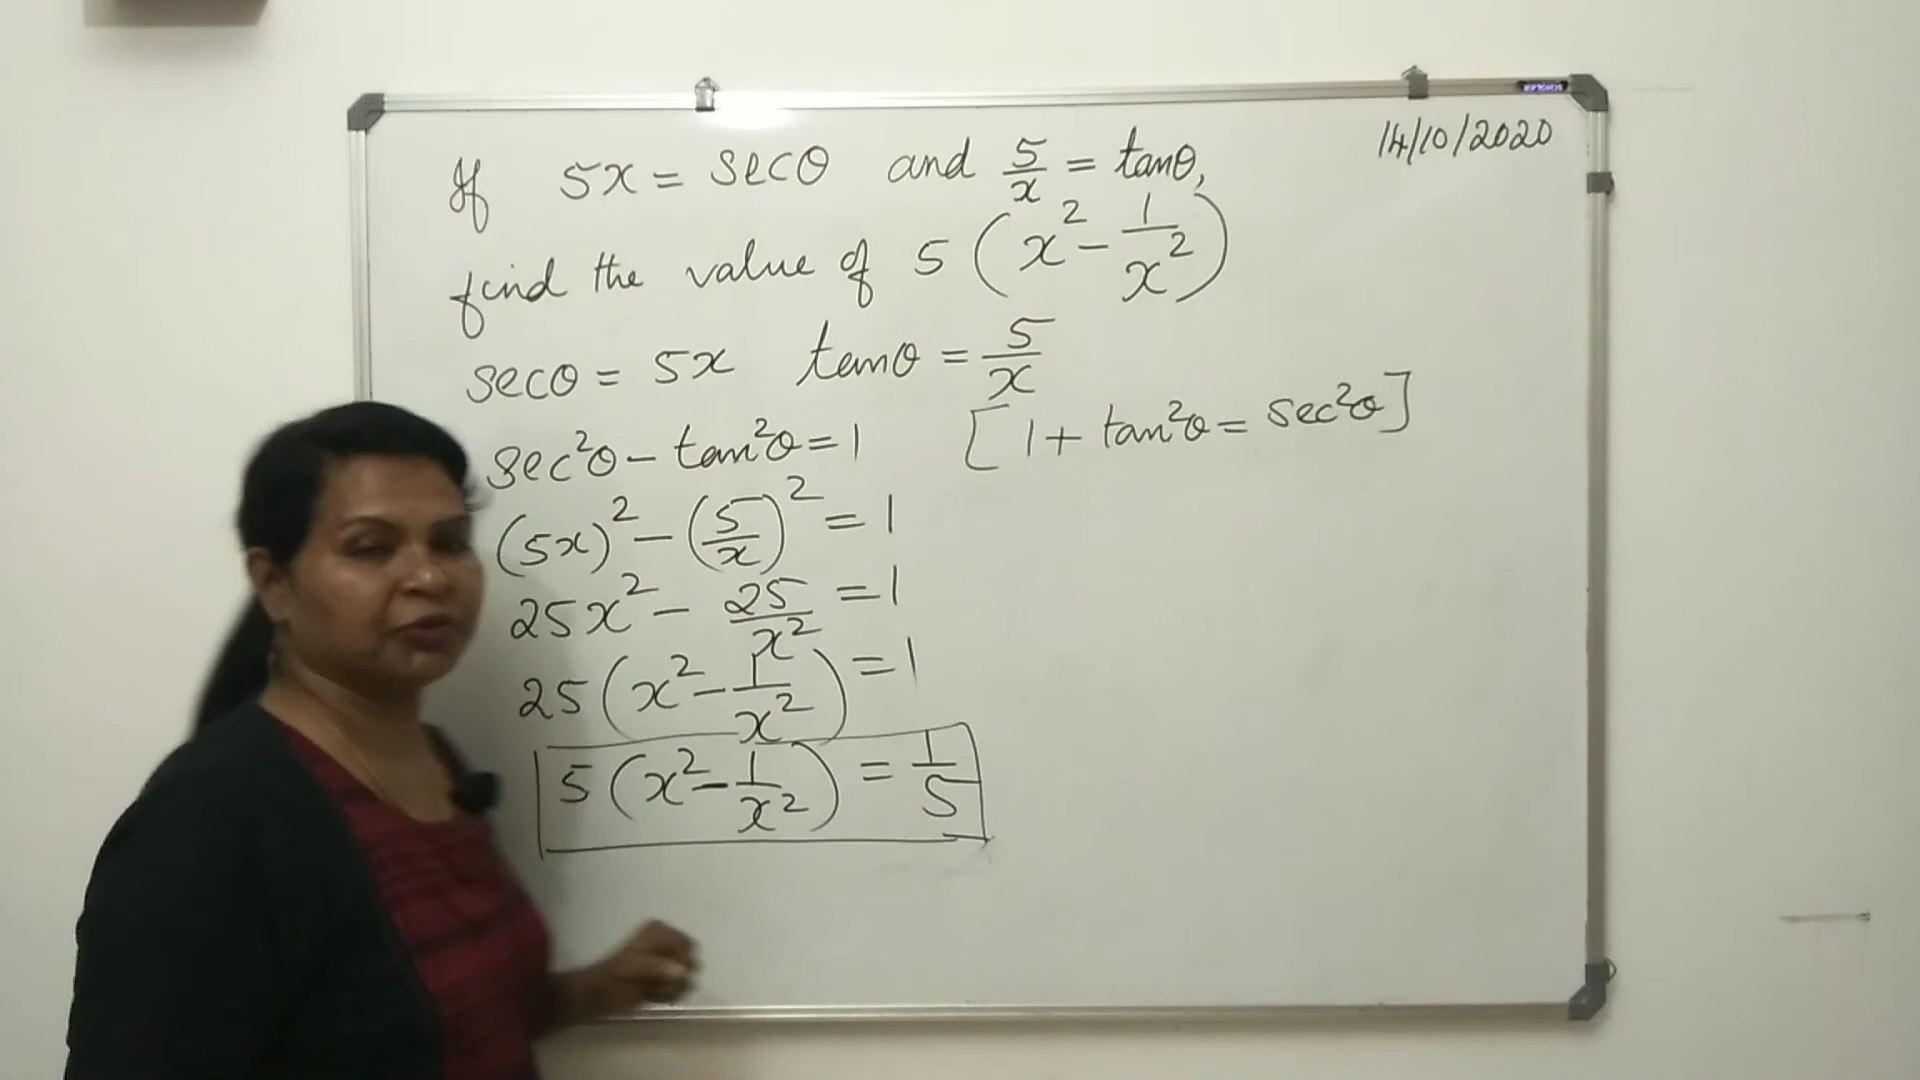 14/10/2020
If 5x = secθ and 5/x = tanθ,
find the value of 5 (x² - 1/x²)
secθ = 5x tanθ = 5/x
sec²θ - tan²θ = 1 [1 + tan²θ = sec²θ]
(5x)² - (5/x)² = 1
25x² - 25/x² = 1
25 (x² - 1/x²) = 1
5 (x² - 1/x²) = 1/5